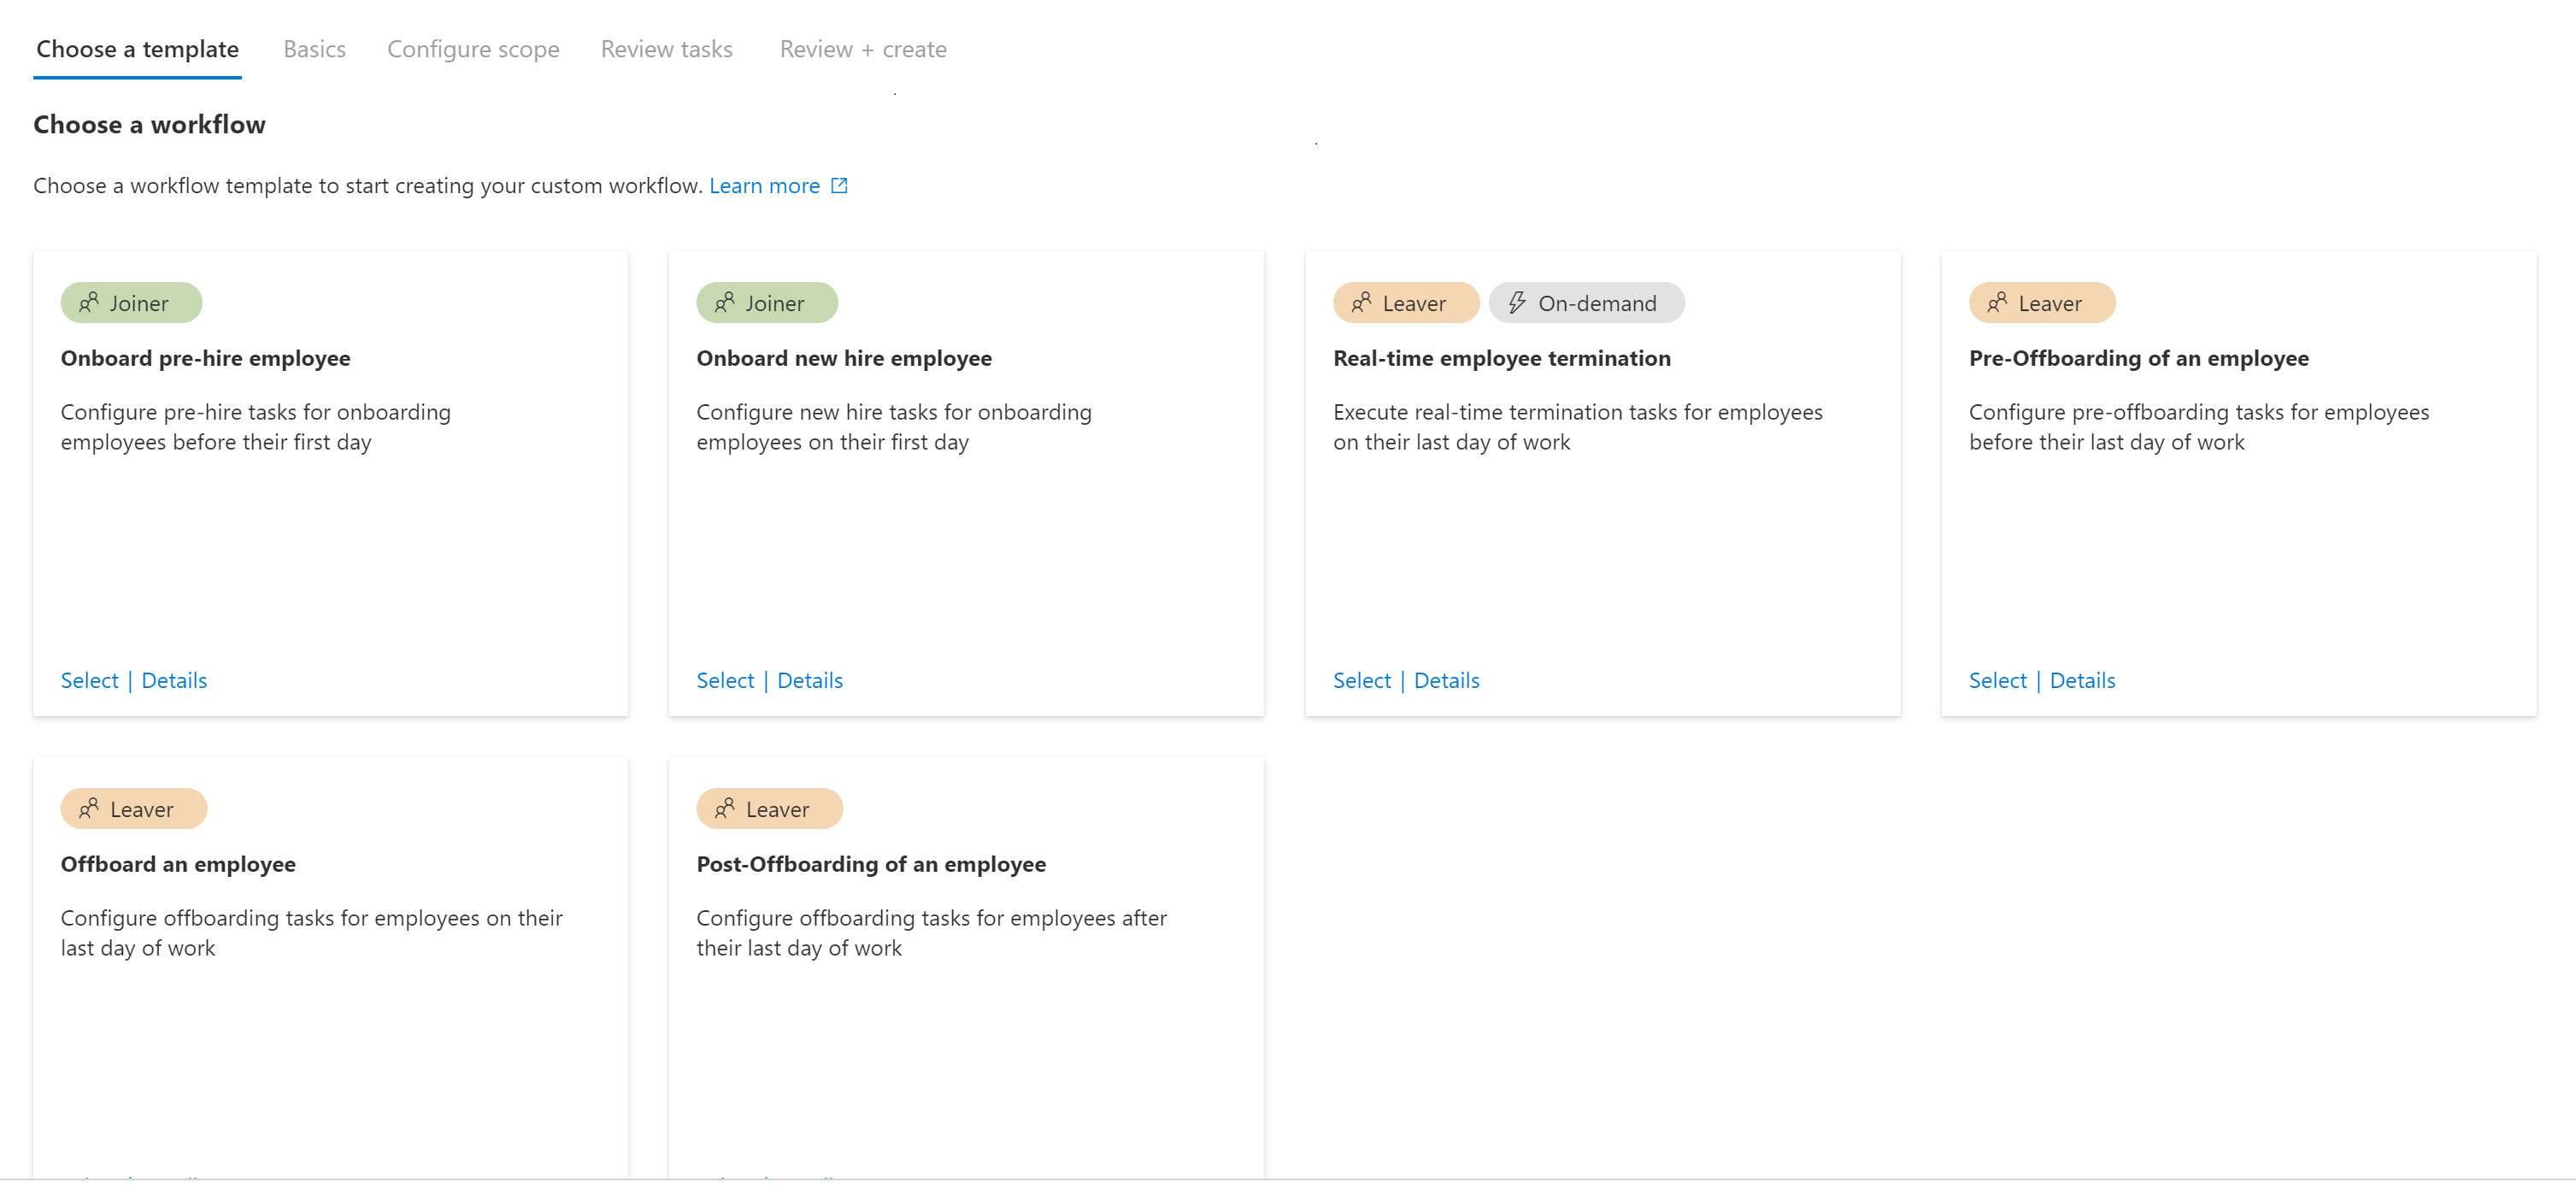 Choose a template Basics Configure scope Review tasks Review + create
Choose a workflow
Choose a workflow template to start creating your custom workflow. Learn more
Joiner
Onboard pre-hire employee
Configure pre-hire tasks for onboarding
employees before their first day
Select | Details
Joiner
Onboard new hire employee
Configure new hire tasks for onboarding
employees on their first day
Select | Details
Leaver On-demand
Real-time employee termination
Execute real-time termination tasks for employees
on their last day of work
Select | Details
Leaver
Pre-Offboarding of an employee
Configure pre-offboarding tasks for employees
before their last day of work
Select | Details
Leaver
Offboard an employee
Configure offboarding tasks for employees on their
last day of work
Leaver
Post-Offboarding of an employee
Configure offboarding tasks for employees after
their last day of work